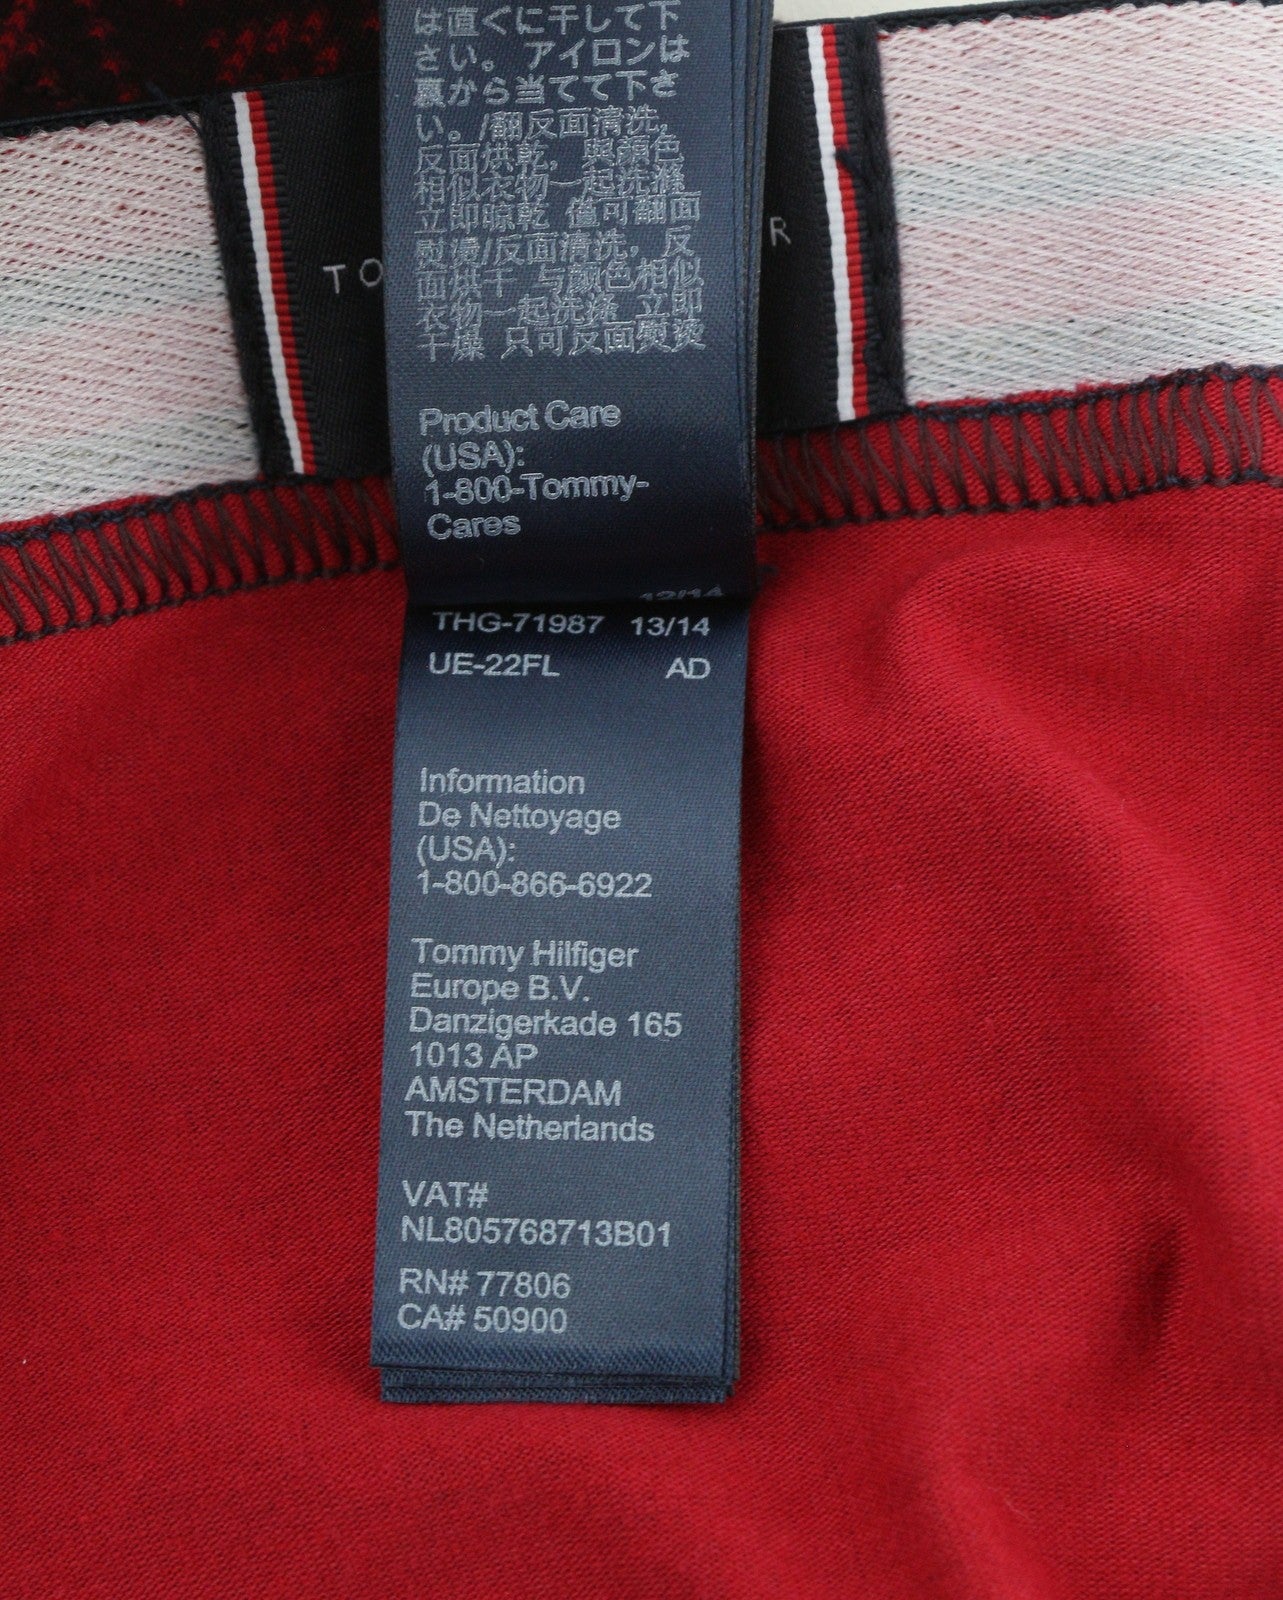 は直ぐに干して下
さい。アイロンは
裏から当てて下さ
い。/翻反面清洗,
反面烘乾, 與顏色
相似衣物一起洗滌
立即晾乾 值可翻面
熨燙/反面清洗, 反
面烘干 与颜色相似
衣物一起洗涤 立即
干燥 只可反面熨烫
TO
R
Product Care
(USA):
1-800-Tommy-
Cares
12/14
THG-71987 13/14
UE-22FL AD
Information
De Nettoyage
(USA):
1-800-866-6922
Tommy Hilfiger
Europe B.V.
Danzigerkade 165
1013 AP
AMSTERDAM
The Netherlands
VAT#
NL805768713B01
RN# 77806
CA# 50900